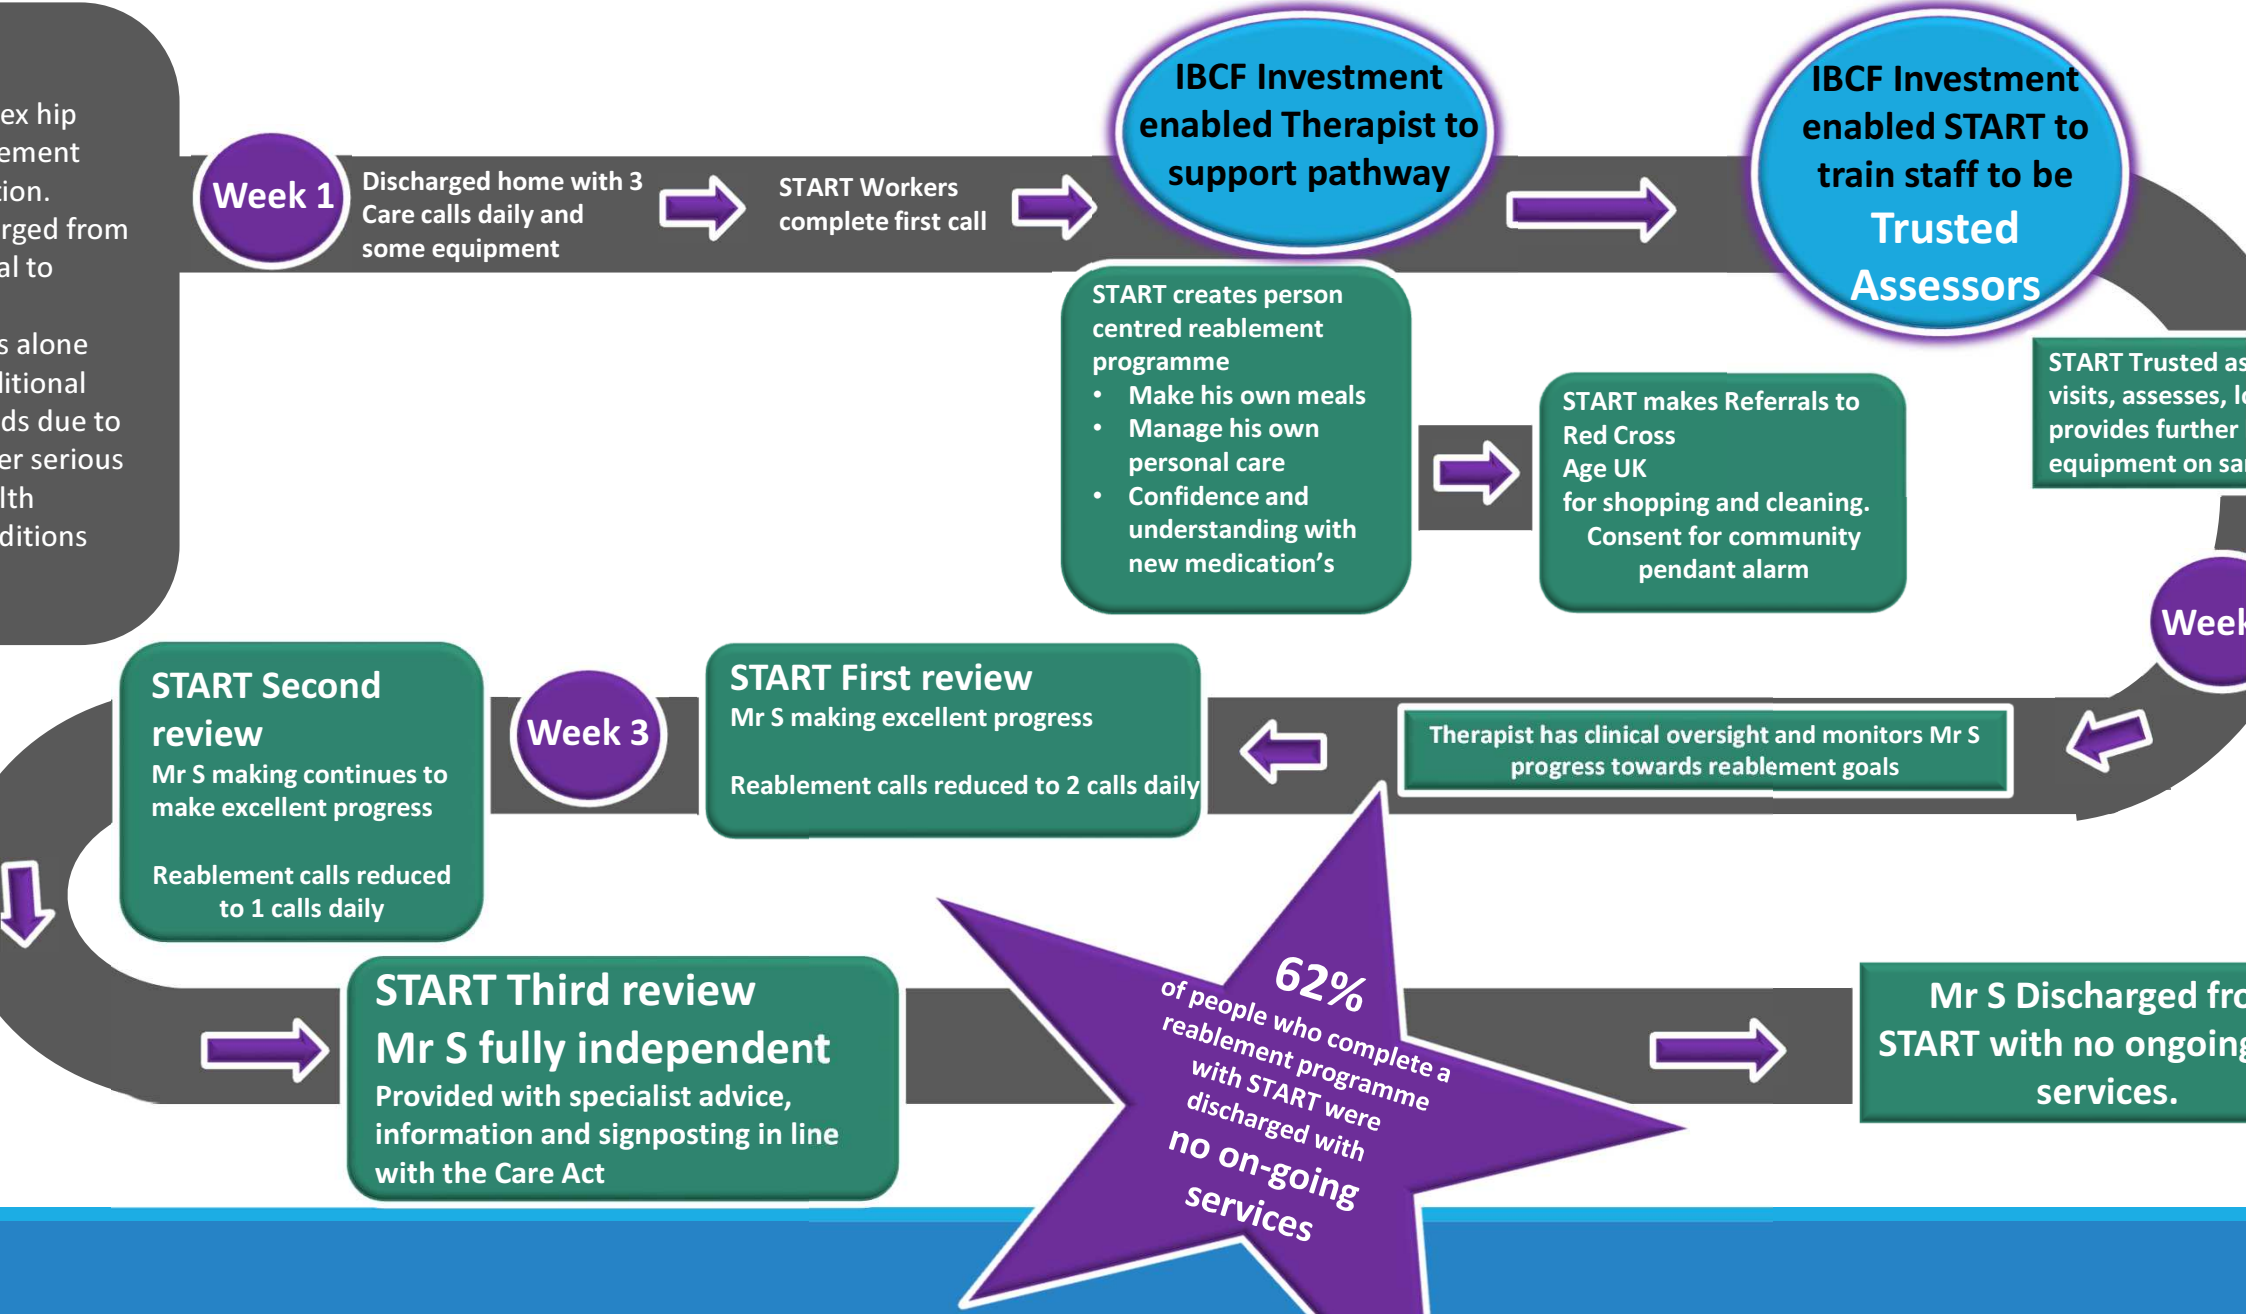 ex hip
ement
tion.
rged from
al to
s alone
ditional
ds due to
er serious
lth
ditions
Week 1
Discharged home with 3
Care calls daily and
some equipment
START Workers
complete first call
IBCF Investment
enabled Therapist to
support pathway
IBCF Investment
enabled START to
train staff to be
Trusted
Assessors
START creates person
centred reablement
programme
• Make his own meals
• Manage his own
personal care
• Confidence and
understanding with
new medication's
START makes Referrals to
Red Cross
Age UK
for shopping and cleaning.
Consent for community
pendant alarm
START Trusted as
visits, assesses, lo
provides further
equipment on sa
Week
Therapist has clinical oversight and monitors Mr S
progress towards reablement goals
START First review
Mr S making excellent progress
Reablement calls reduced to 2 calls daily
Week 3
START Second
review
Mr S making continues to
make excellent progress
Reablement calls reduced
to 1 calls daily
START Third review
Mr S fully independent
Provided with specialist advice,
information and signposting in line
with the Care Act
62%
of people who complete a
reablement programme
with START were
discharged with
no on-going
services
Mr S Discharged fro
START with no ongoing
services.